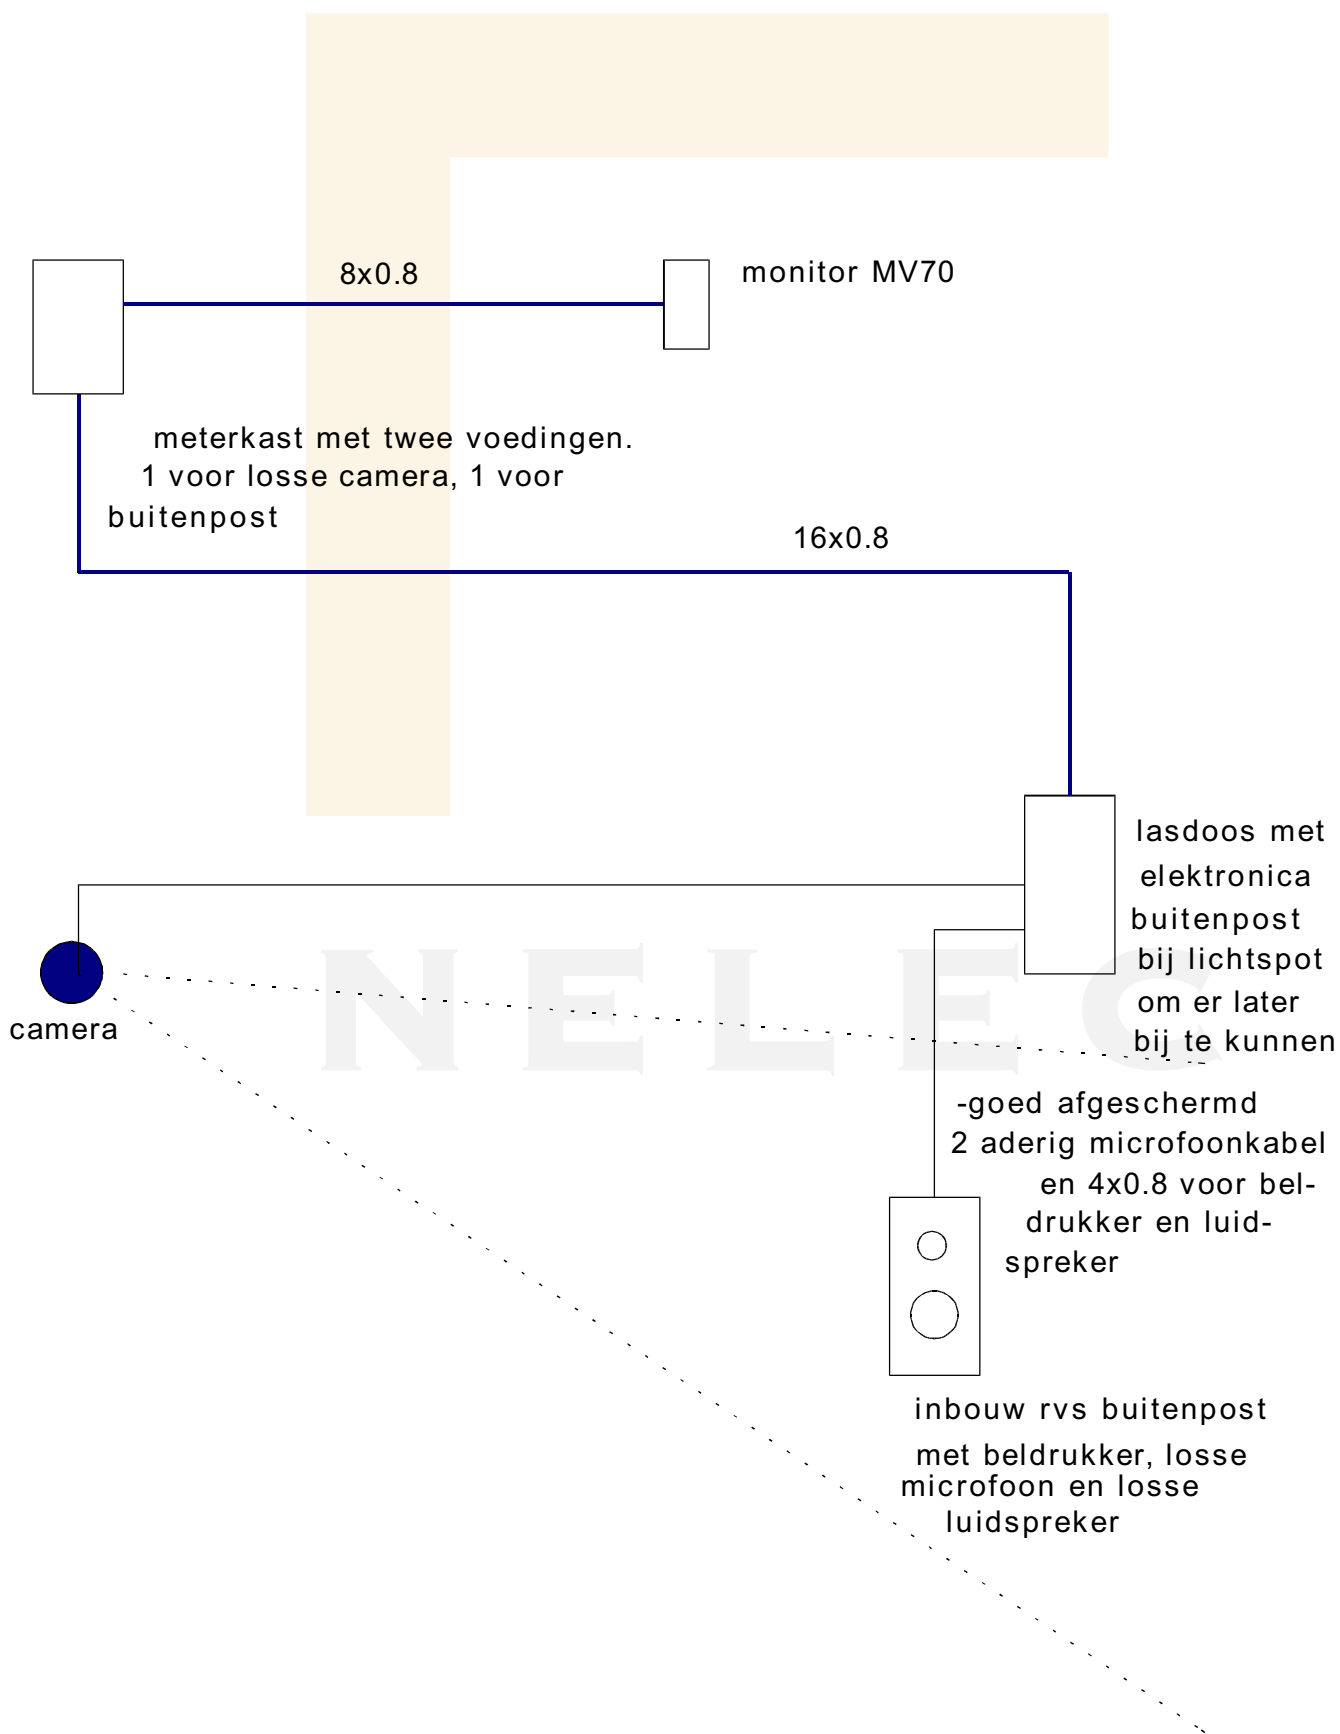 8x0.8
monitor MV70
meterkast met twee voedingen.
1 voor losse camera, 1 voor
buitenpost
16x0.8
lasdoos met
elektronica
buitenpost
bij lichtspot
om er later
bij te kunnen
NELEC
camera
-goed afgeschermd
2 aderig microfoonkabel
en 4x0.8 voor bel-
drukker en luid-
spreker
inbouw rvs buitenpost
met beldrukker, losse
microfoon en losse
luidspreker